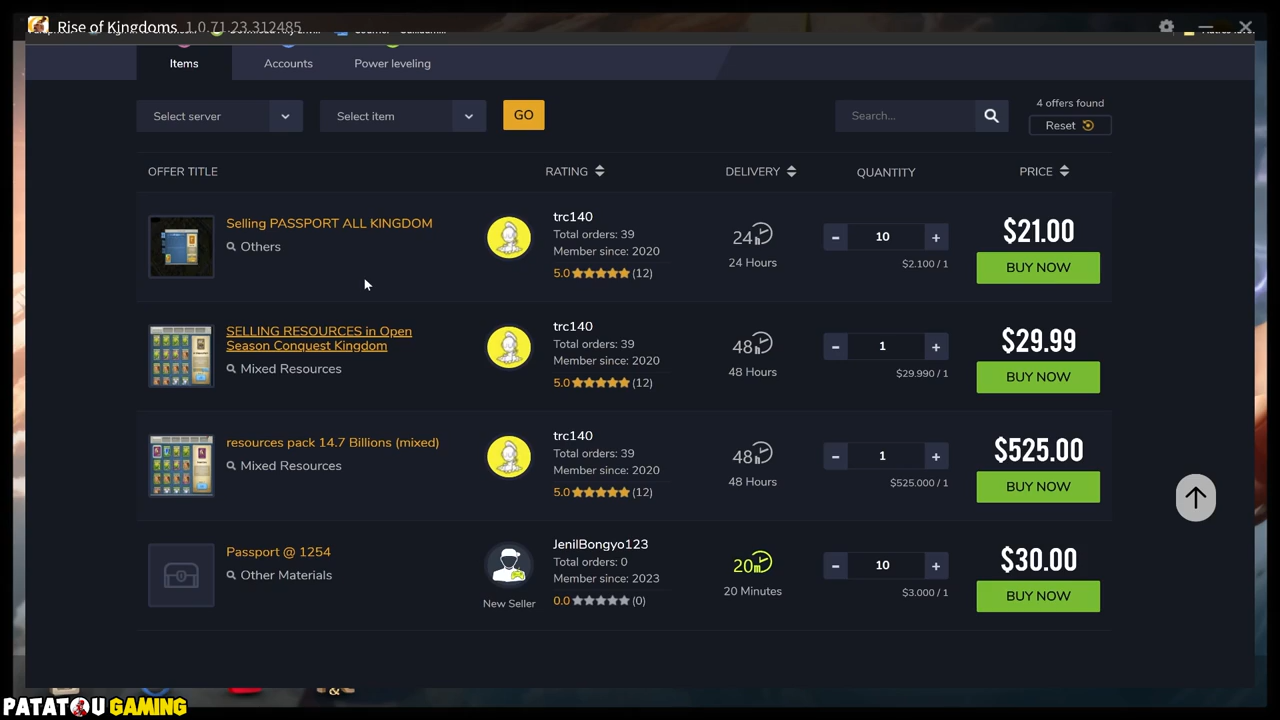 Rise of Kingdoms 1.0.71.23.312485
Items
Accounts
Power leveling
Select server
Select item
GO
Search...
4 offers found
Reset
OFFER TITLE
RATING
DELIVERY
QUANTITY
PRICE
Selling PASSPORT ALL KINGDOM
Others
trc140
Total orders: 39
Member since: 2020
5.0 (12)
24h
24 Hours
- 10 +
$2.100 / 1
$21.00
BUY NOW
SELLING RESOURCES in Open
Season Conquest Kingdom
Mixed Resources
trc140
Total orders: 39
Member since: 2020
5.0 (12)
48h
48 Hours
- 1 +
$29.990 / 1
$29.99
BUY NOW
resources pack 14.7 Billions (mixed)
Mixed Resources
trc140
Total orders: 39
Member since: 2020
5.0 (12)
48h
48 Hours
- 1 +
$525.000 / 1
$525.00
BUY NOW
Passport @ 1254
Other Materials
New Seller
JenilBongyo123
Total orders: 0
Member since: 2023
0.0 (0)
20m
20 Minutes
- 10 +
$3.000 / 1
$30.00
BUY NOW
&
PATATOU GAMING